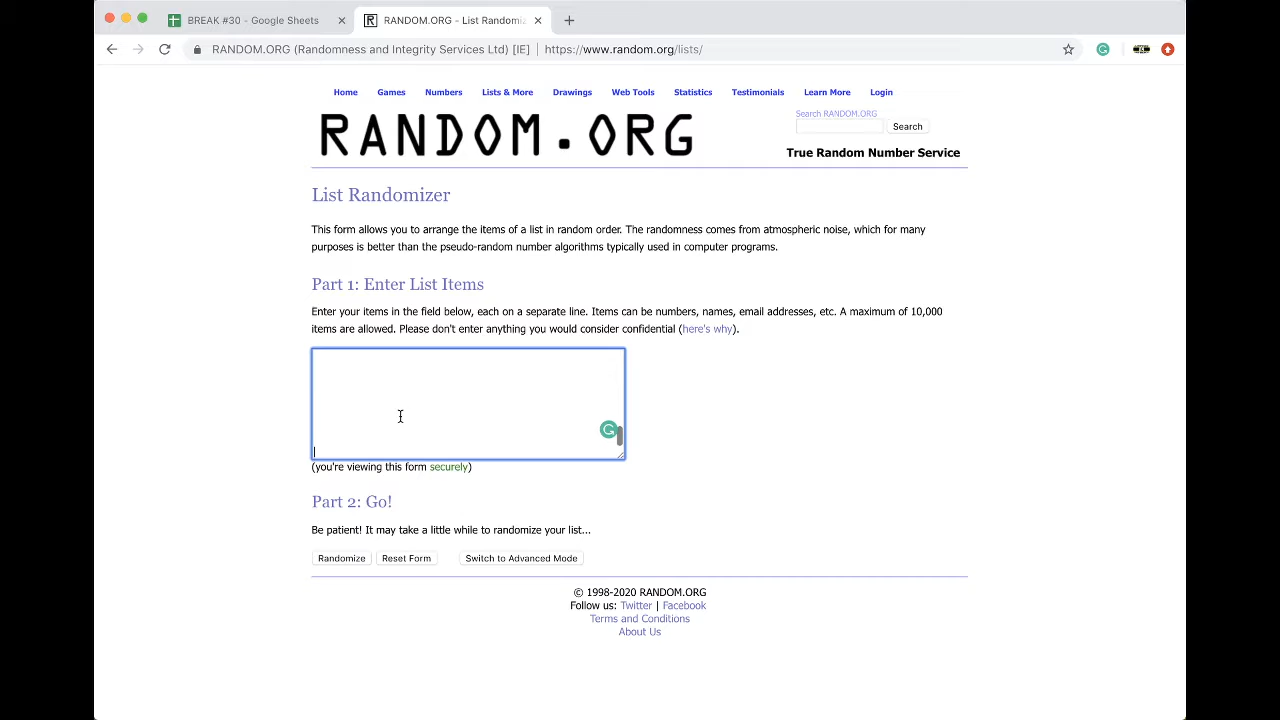 BREAK #30 - Google Sheets
RANDOM.ORG - List Randomiz
RANDOM.ORG (Randomness and Integrity Services Ltd) [IE] https://www.random.org/lists/
Home Games Numbers Lists & More Drawings Web Tools Statistics Testimonials Learn More Login
RANDOM.ORG
Search RANDOM.ORG
Search
True Random Number Service
List Randomizer
This form allows you to arrange the items of a list in random order. The randomness comes from atmospheric noise, which for many
purposes is better than the pseudo-random number algorithms typically used in computer programs.
Part 1: Enter List Items
Enter your items in the field below, each on a separate line. Items can be numbers, names, email addresses, etc. A maximum of 10,000
items are allowed. Please don't enter anything you would consider confidential (here's why).
(you're viewing this form securely)
Part 2: Go!
Be patient! It may take a little while to randomize your list...
Randomize Reset Form Switch to Advanced Mode
© 1998-2020 RANDOM.ORG
Follow us: Twitter | Facebook
Terms and Conditions
About Us